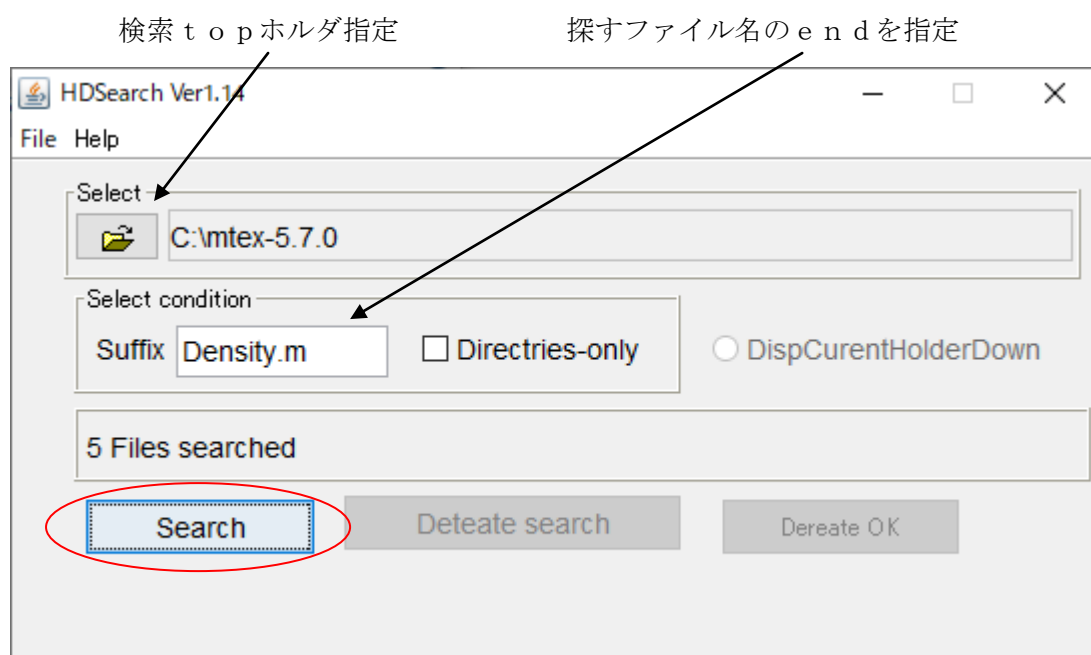 検索ｔｏｐホルダ指定 探すファイル名のｅｎｄを指定
HDSearch Ver1.14
File Help
Select
C:\mtex-5.7.0
Select condition
Suffix Density.m Directries-only DispCurentHolderDown
5 Files searched
Search Deteate search Dereate OK